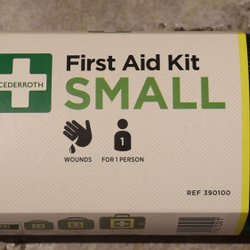 First Aid Kit
CEDERROTH
SMALL
1
WOUNDS
FOR 1 PERSON
REF 390100